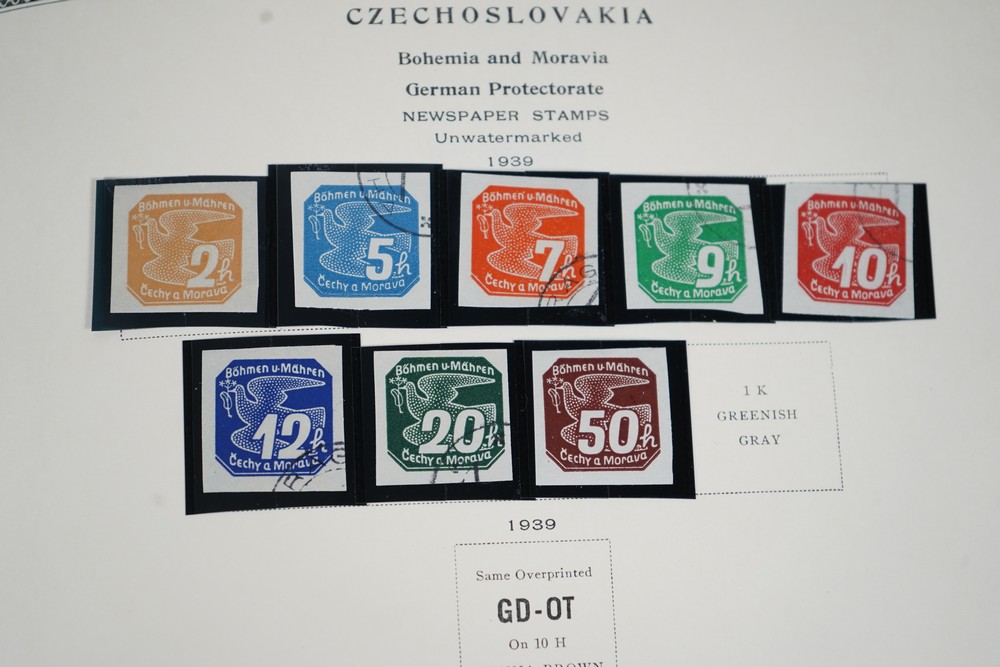 CZECHOSLOVAKIA
Bohemia and Moravia
German Protectorate
NEWSPAPER STAMPS
Unwatermarked
1939
Böhmen u. Mähren
2h
Čechy a Morava
Böhmen u. Mähren
5h
Čechy a Morava
Böhmen u. Mähren
7h
Čechy a Morava
Böhmen u. Mähren
9h
Čechy a Morava
Böhmen u. Mähren
10h
Čechy a Morava
Böhmen u. Mähren
12h
Čechy a Morava
Böhmen u. Mähren
20h
Čechy a Morava
Böhmen u. Mähren
50h
Čechy a Morava
1 K
GREENISH
GRAY
1939
Same Overprinted
GD-OT
On 10 H
BROWN